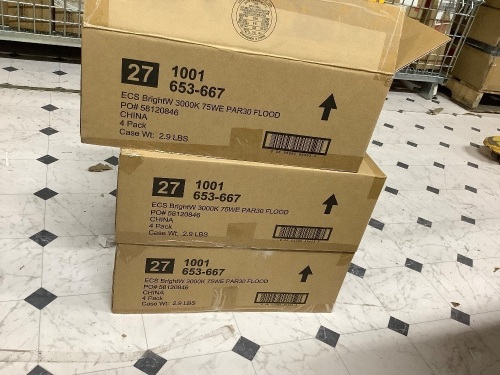 27 1001
653-667
ECS BrightW 3000K 75WE PAR30 FLOOD
PO# 58120846
CHINA
4 Pack
Case Wt: 2.9 LBS
27 1001
653-667
ECS BrightW 3000K 75WE PAR30 FLOOD
PO# 58120846
CHINA
4 Pack
Case Wt: 2.9 LBS
27 1001
653-667
ECS BrightW 3000K 75WE PAR30 FLOOD
PO# 58120846
CHINA
4 Pack
Case Wt: 2.9 LBS